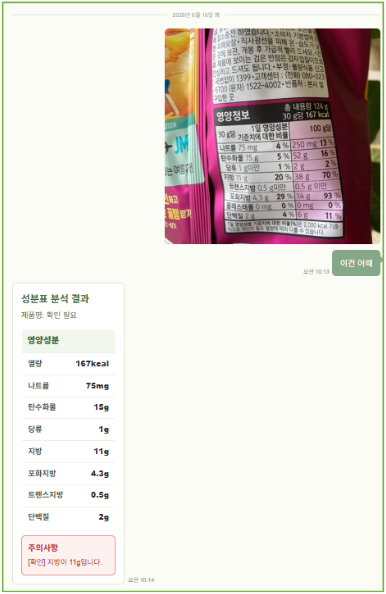 2026년 6월 16일 화
영양정보
총 내용량 124 g
30 g당 167 kcal
30 g당
1일 영양성분
기준치에 대한 비율
100 g당
나트륨 75 mg 4 % 250 mg 13 %
탄수화물 15 g 5 % 52 g 16 %
당류 1 g미만 1 % 2 g 2 %
지방 11 g 20 % 38 g 70 %
트랜스지방 0.5 g미만 0.5 g 미만
포화지방 4.3 g 29 % 14 g 93 %
콜레스테롤 0 mg 0 % 0 mg 0 %
단백질 2 g 4 % 6 g 11 %
이건 어때
오전 10:13
성분표 분석 결과
제품명: 확인 필요
영양성분
열량 167kcal
나트륨 75mg
탄수화물 15g
당류 1g
지방 11g
포화지방 4.3g
트랜스지방 0.5g
단백질 2g
주의사항
[확인] 지방이 11g입니다.
오전 10:14